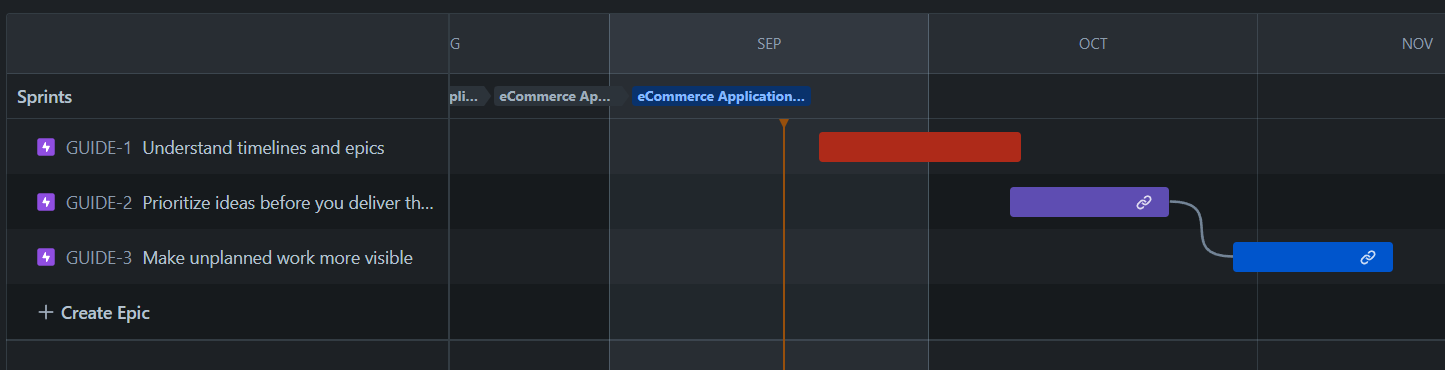 G SEP OCT NOV
Sprints pli... eCommerce Ap... eCommerce Application...
GUIDE-1 Understand timelines and epics
GUIDE-2 Prioritize ideas before you deliver th...
GUIDE-3 Make unplanned work more visible
+ Create Epic